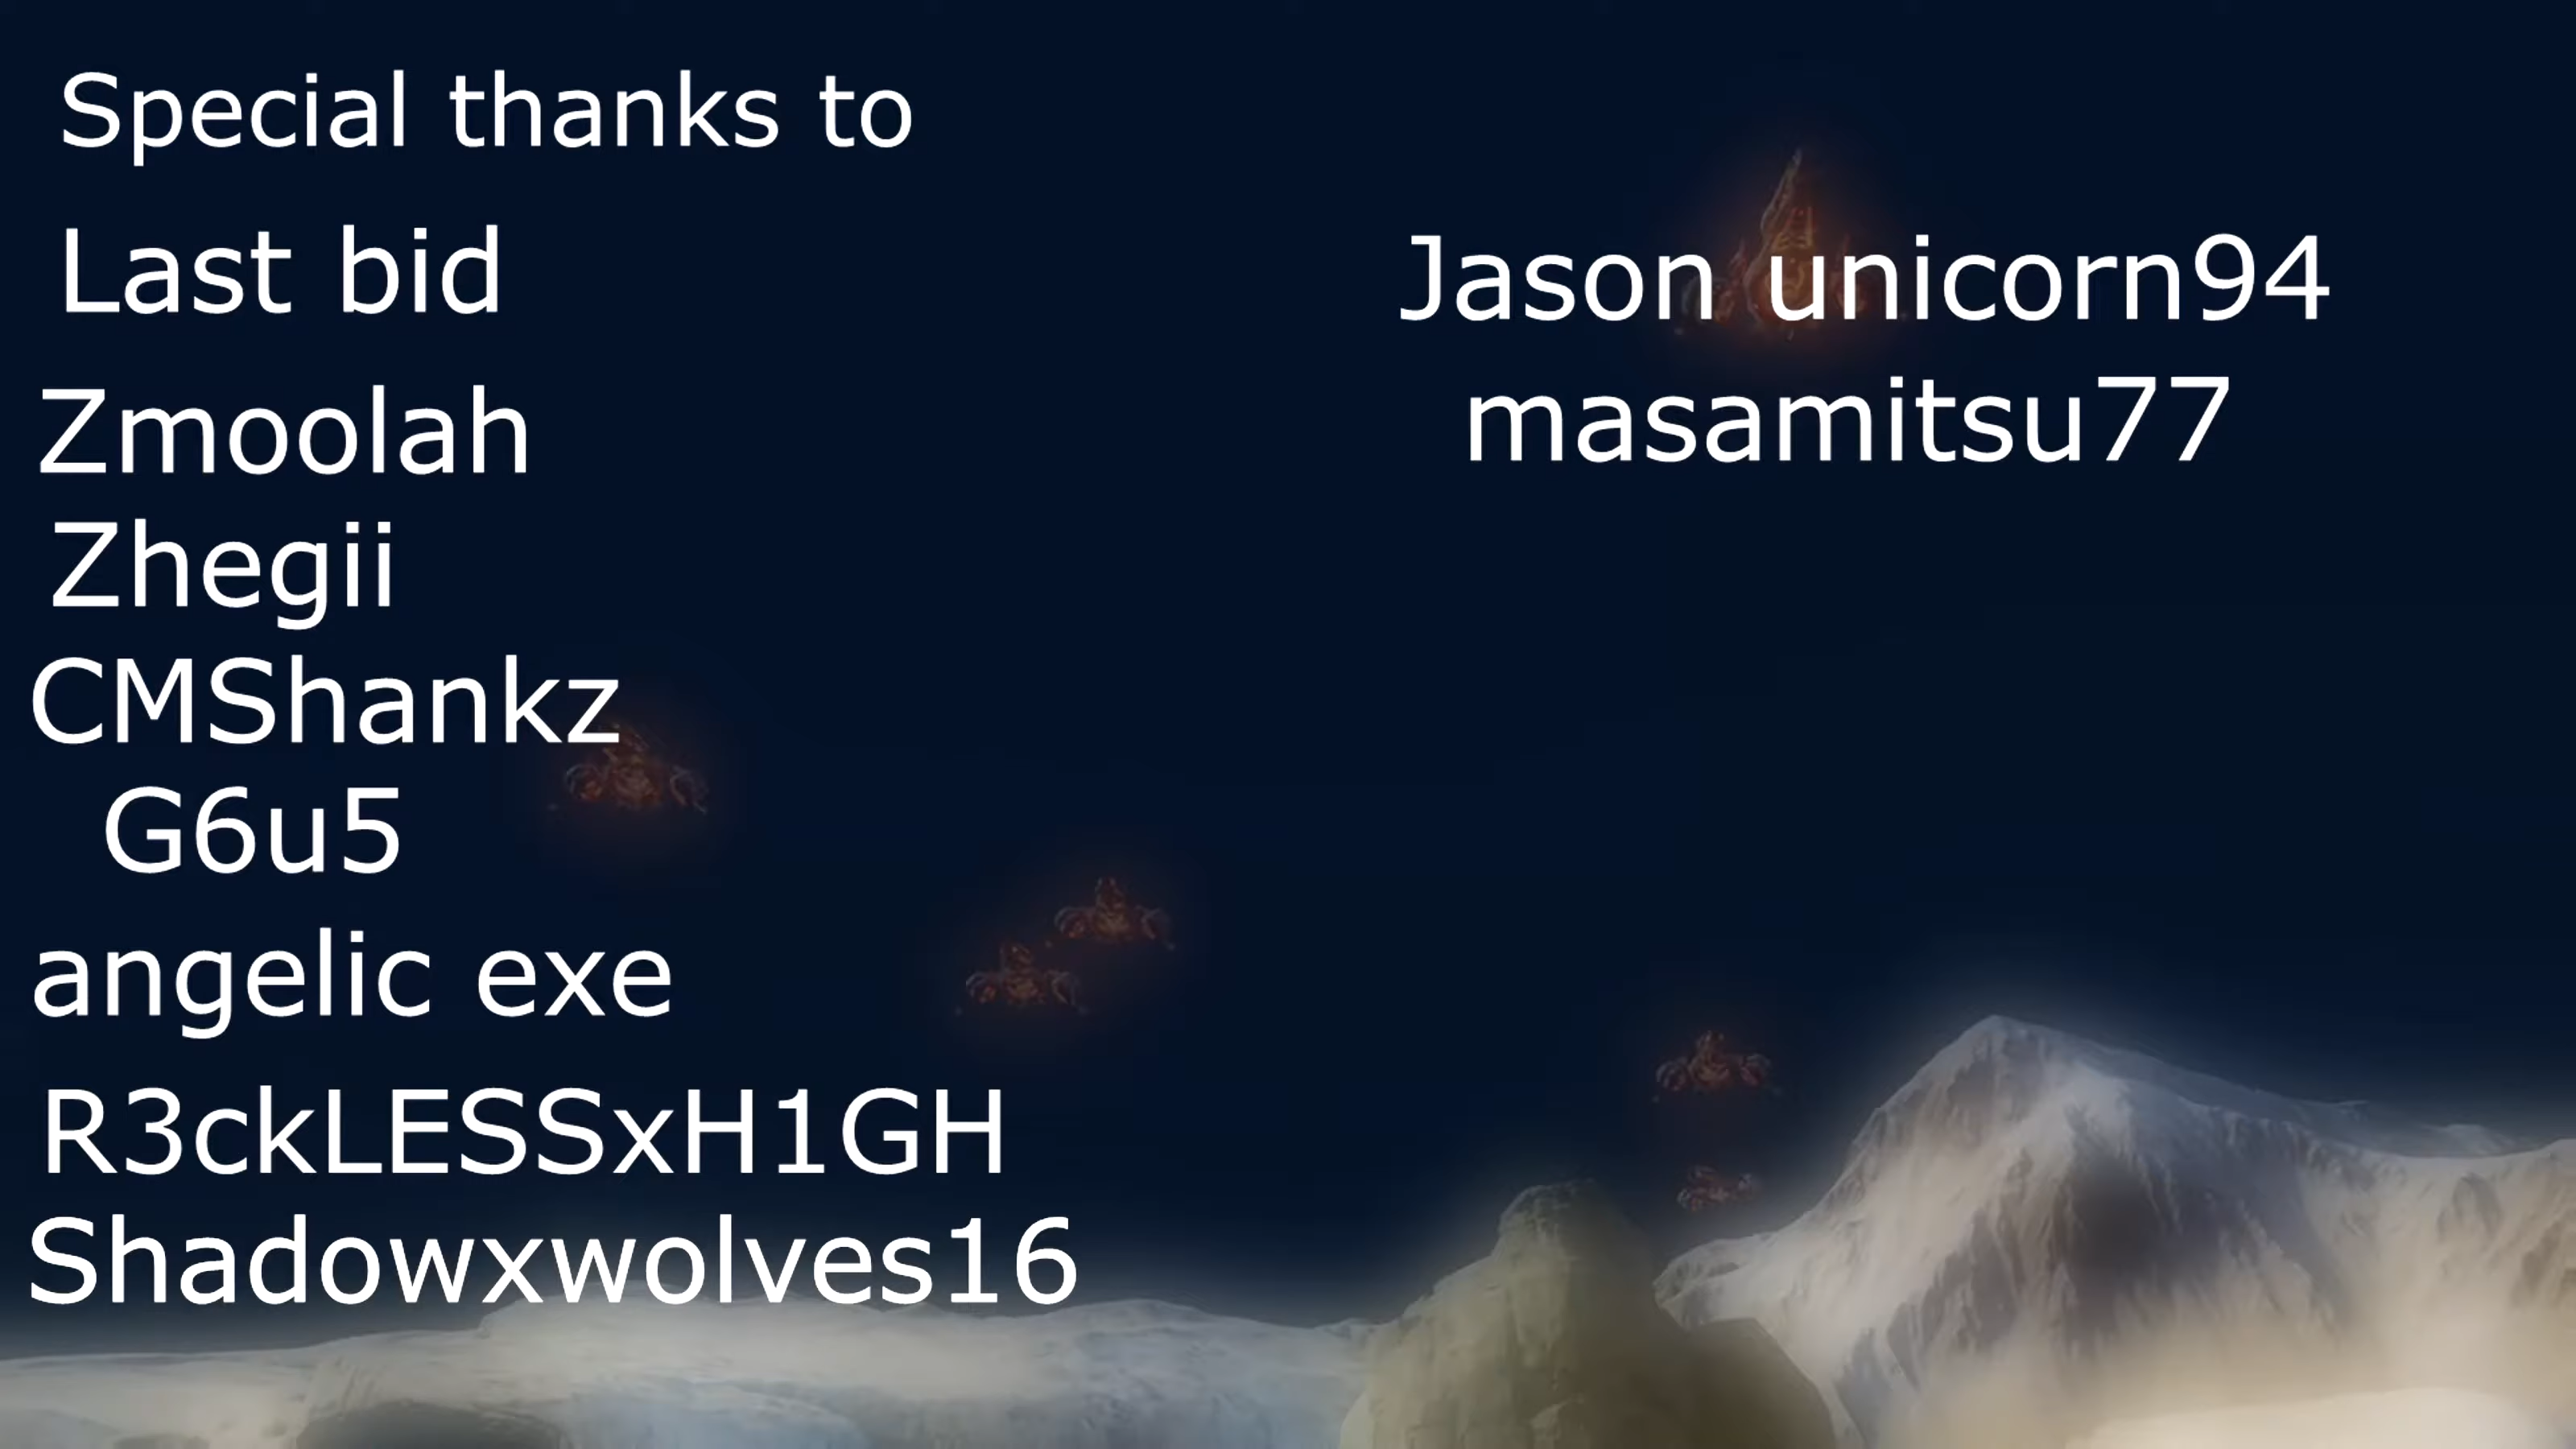 Special thanks to
Last bid
Zmoolah
Zhegii
CMShankz
G6u5
angelic exe
R3ckLESSxH1GH
Shadowxwolves16
Jason unicorn94
masamitsu77